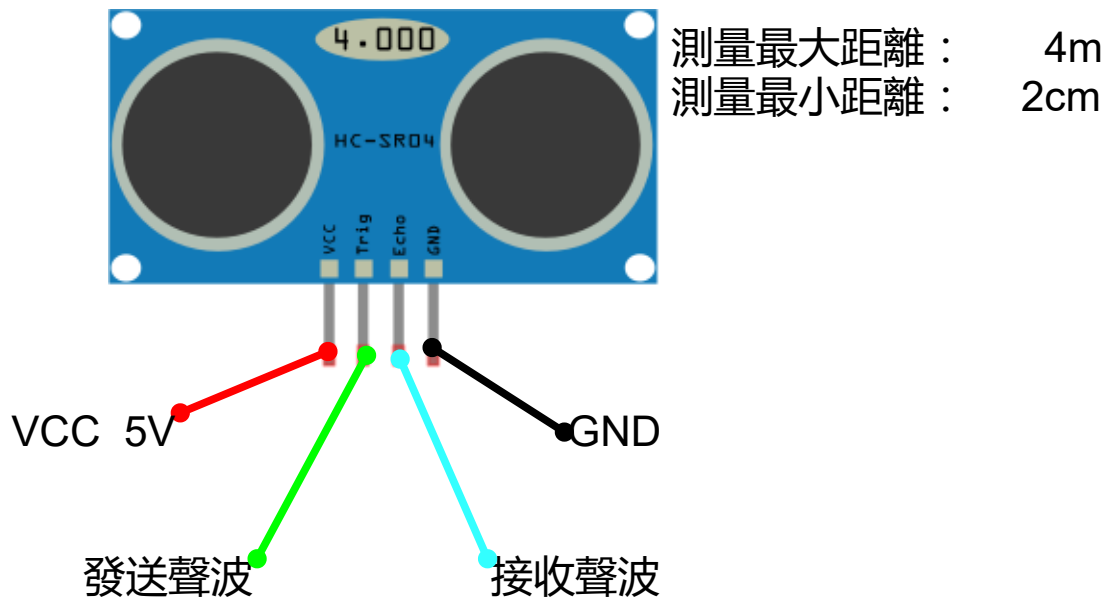 4.000
測量最大距離： 4m
測量最小距離： 2cm
HC-SR04
VCC
Trig
Echo
GND
VCC 5V
GND
發送聲波
接收聲波